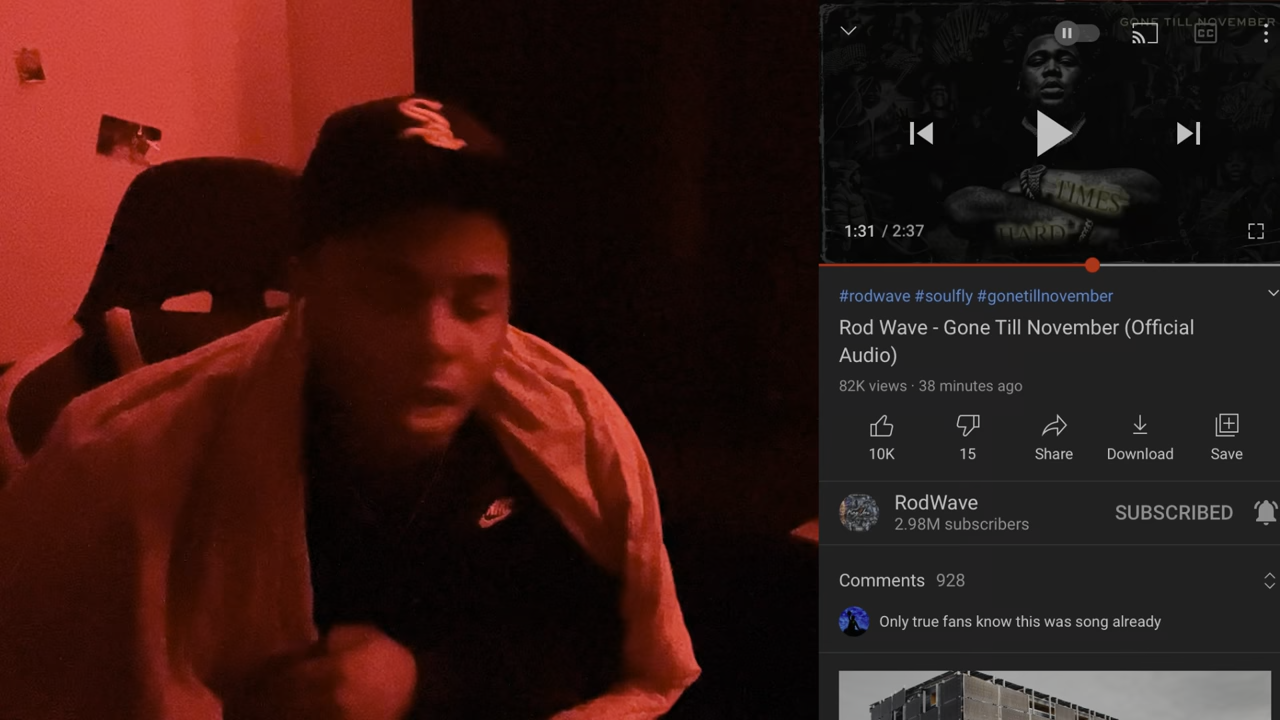 Sox
GONE TILL NOVEMBER
CC
TIMES
HARD
1:31 / 2:37
#rodwave #soulfly #gonetillnovember
Rod Wave - Gone Till November (Official
Audio)
82K views · 38 minutes ago
10K
15
Share
Download
Save
RodWave
2.98M subscribers
SUBSCRIBED
Comments 928
Only true fans know this was song already